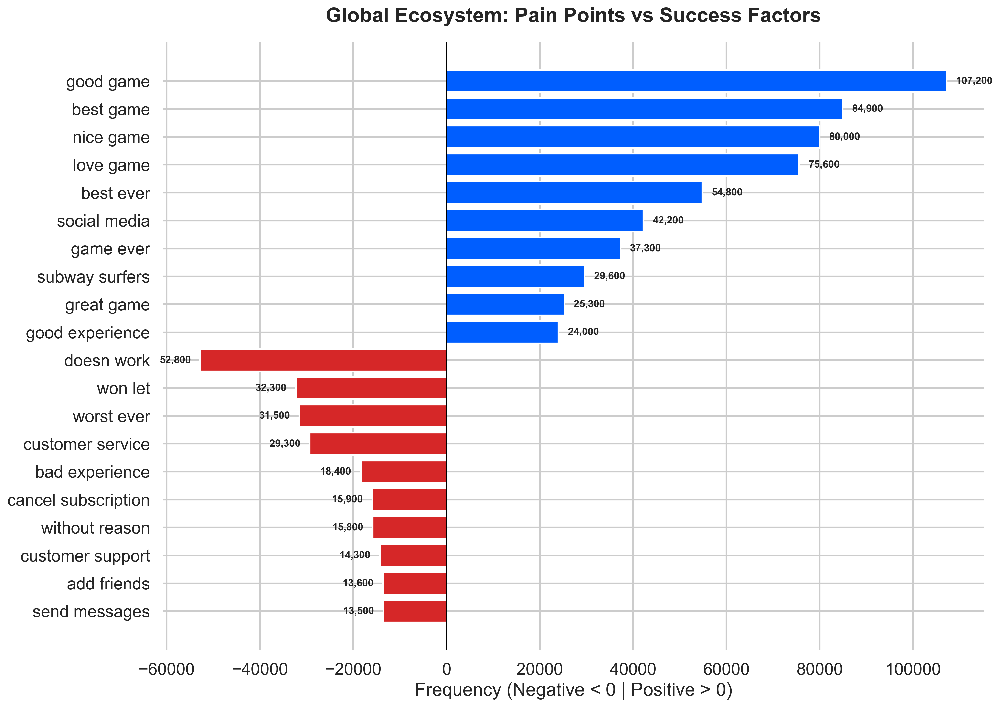 Global Ecosystem: Pain Points vs Success Factors
good game 107,200
best game 84,900
nice game 80,000
love game 75,600
best ever 54,800
social media 42,200
game ever 37,300
subway surfers 29,600
great game 25,300
good experience 24,000
doesn work 52,800
won let 32,300
worst ever 31,500
customer service 29,300
bad experience 18,400
cancel subscription 15,900
without reason 15,800
customer support 14,300
add friends 13,600
send messages 13,500
−60000 −40000 −20000 0 20000 40000 60000 80000 100000
Frequency (Negative < 0 | Positive > 0)